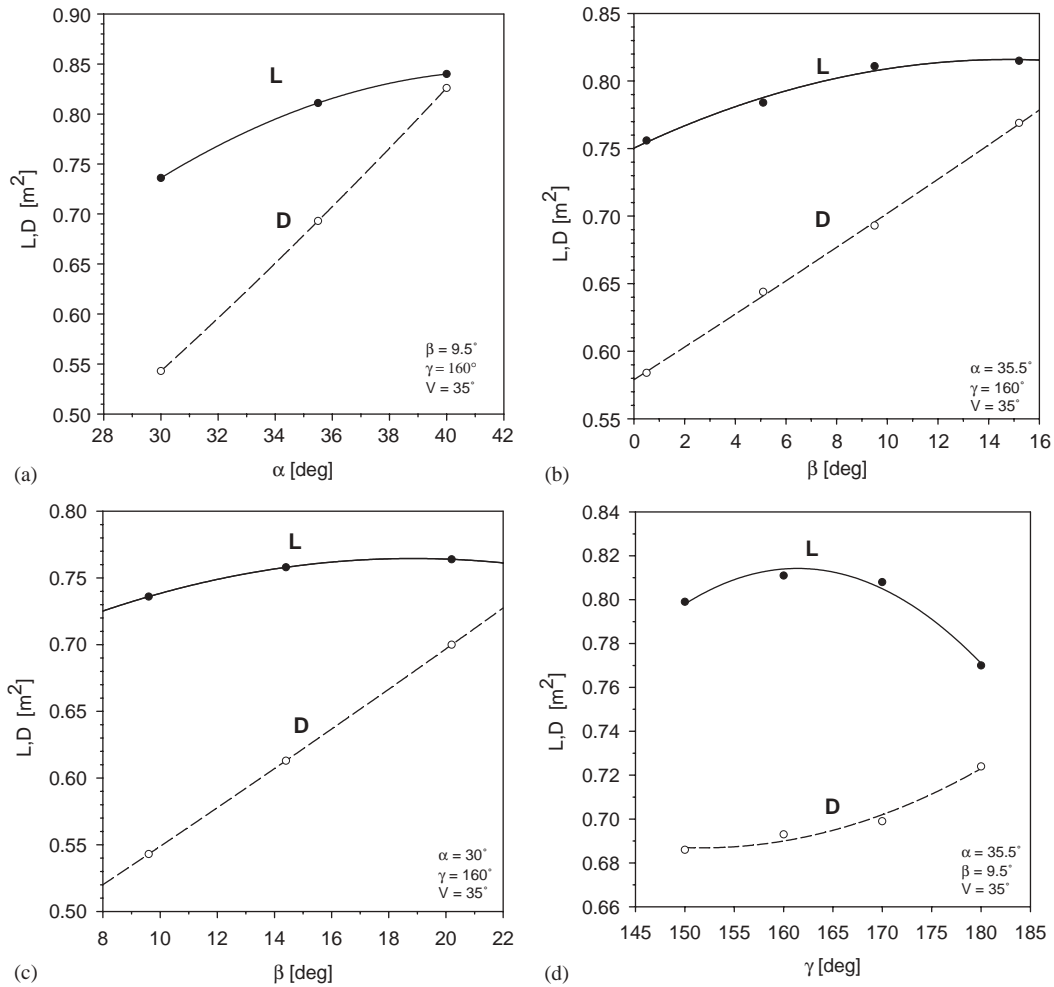 0.90
0.85
0.80
0.75
0.70
0.65
0.60
0.55
0.50
L,D [m²]
L
D
β = 9.5°
γ = 160°
V = 35°
28 30 32 34 36 38 40 42
(a)
α [deg]
0.85
0.80
0.75
0.70
0.65
0.60
0.55
L,D [m²]
L
D
α = 35.5°
γ = 160°
V = 35°
0 2 4 6 8 10 12 14 16
(b)
β [deg]
0.80
0.75
0.70
0.65
0.60
0.55
0.50
L,D [m²]
L
D
α = 30°
γ = 160°
V = 35°
8 10 12 14 16 18 20 22
(c)
β [deg]
0.84
0.82
0.80
0.78
0.76
0.74
0.72
0.70
0.68
0.66
L,D [m²]
L
D
α = 35.5°
β = 9.5°
V = 35°
145 150 155 160 165 170 175 180 185
(d)
γ [deg]